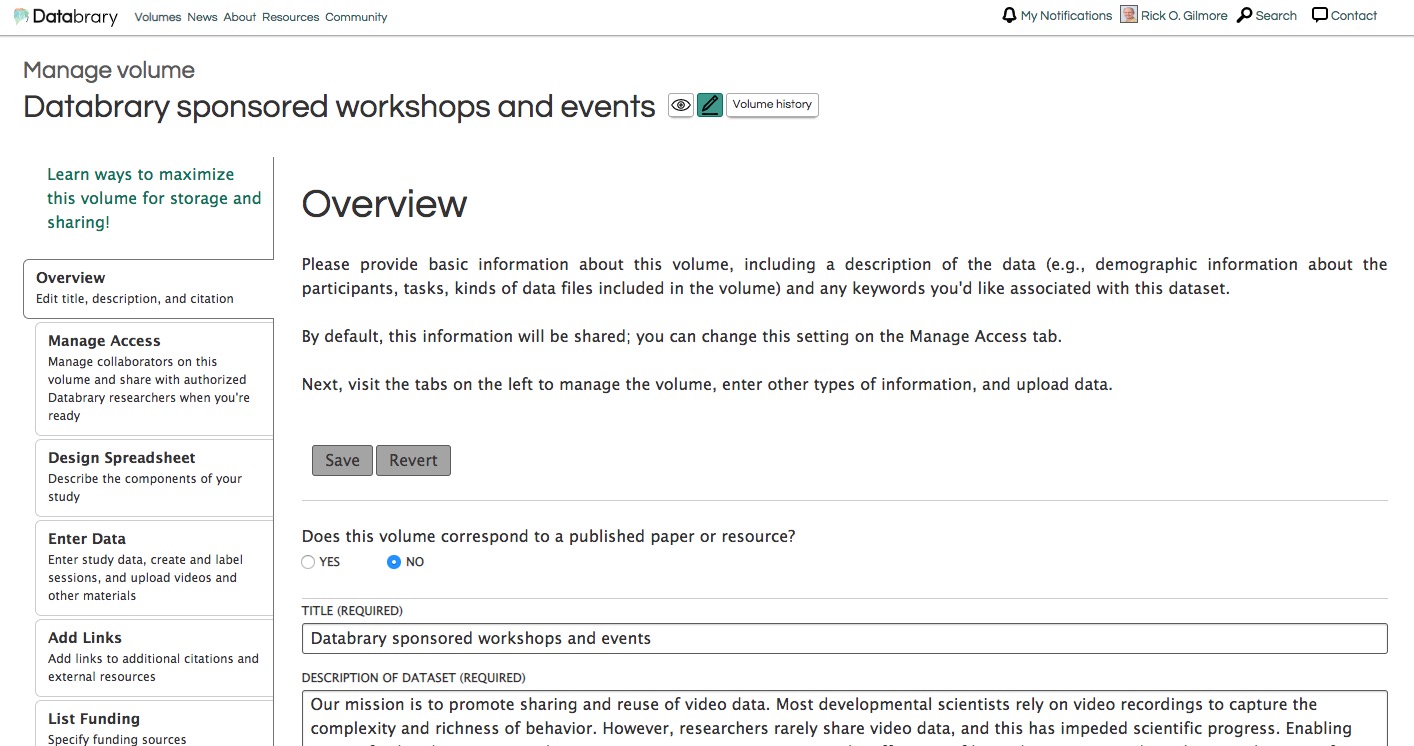 Databrary Volumes News About Resources Community My Notifications Rick O. Gilmore Search Contact
Manage volume
Databrary sponsored workshops and events Volume history
Learn ways to maximize
this volume for storage and
sharing!
Overview
Edit title, description, and citation
Manage Access
Manage collaborators on this
volume and share with authorized
Databrary researchers when you're
ready
Design Spreadsheet
Describe the components of your
study
Enter Data
Enter study data, create and label
sessions, and upload videos and
other materials
Add Links
Add links to additional citations and
external resources
List Funding
Specify funding sources
Overview
Please provide basic information about this volume, including a description of the data (e.g., demographic information about the
participants, tasks, kinds of data files included in the volume) and any keywords you'd like associated with this dataset.
By default, this information will be shared; you can change this setting on the Manage Access tab.
Next, visit the tabs on the left to manage the volume, enter other types of information, and upload data.
Save Revert
Does this volume correspond to a published paper or resource?
YES NO
TITLE (REQUIRED)
Databrary sponsored workshops and events
DESCRIPTION OF DATASET (REQUIRED)
Our mission is to promote sharing and reuse of video data. Most developmental scientists rely on video recordings to capture the
complexity and richness of behavior. However, researchers rarely share video data, and this has impeded scientific progress. Enabling